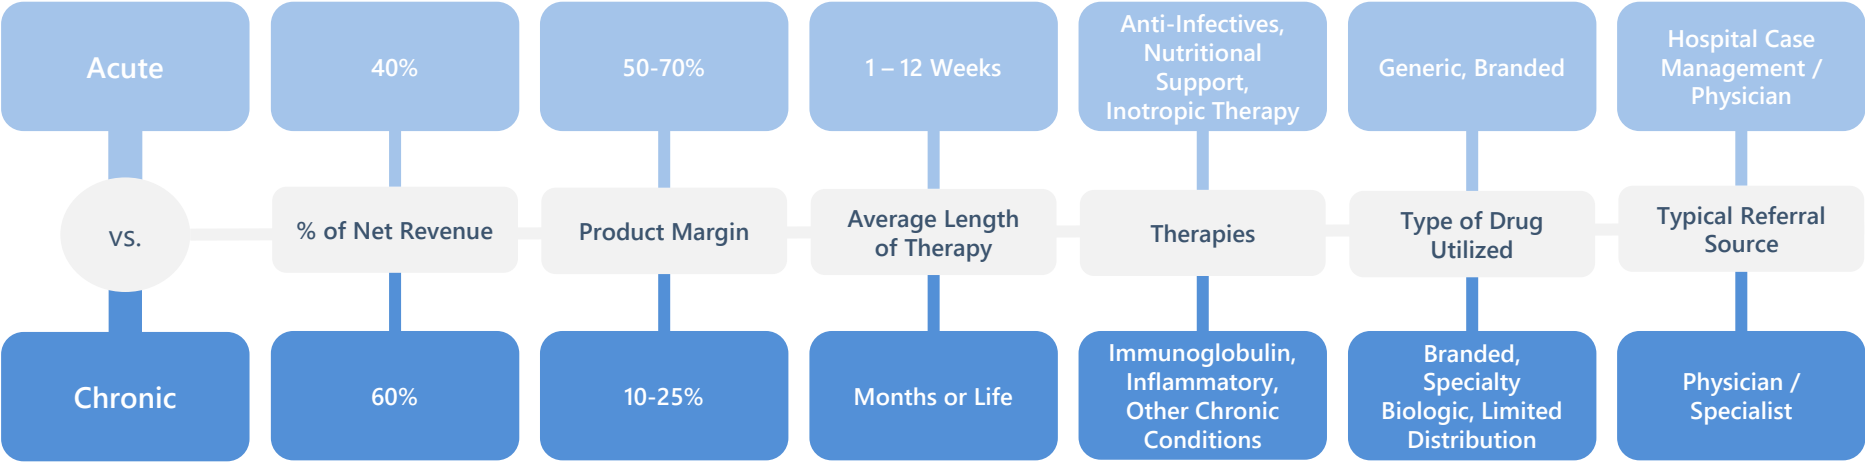 Acute
40%
50-70%
1 – 12 Weeks
Anti-Infectives,
Nutritional
Support,
Inotropic Therapy
Generic, Branded
Hospital Case
Management /
Physician
vs.
% of Net Revenue
Product Margin
Average Length
of Therapy
Therapies
Type of Drug
Utilized
Typical Referral
Source
Chronic
60%
10-25%
Months or Life
Immunoglobulin,
Inflammatory,
Other Chronic
Conditions
Branded,
Specialty
Biologic, Limited
Distribution
Physician /
Specialist